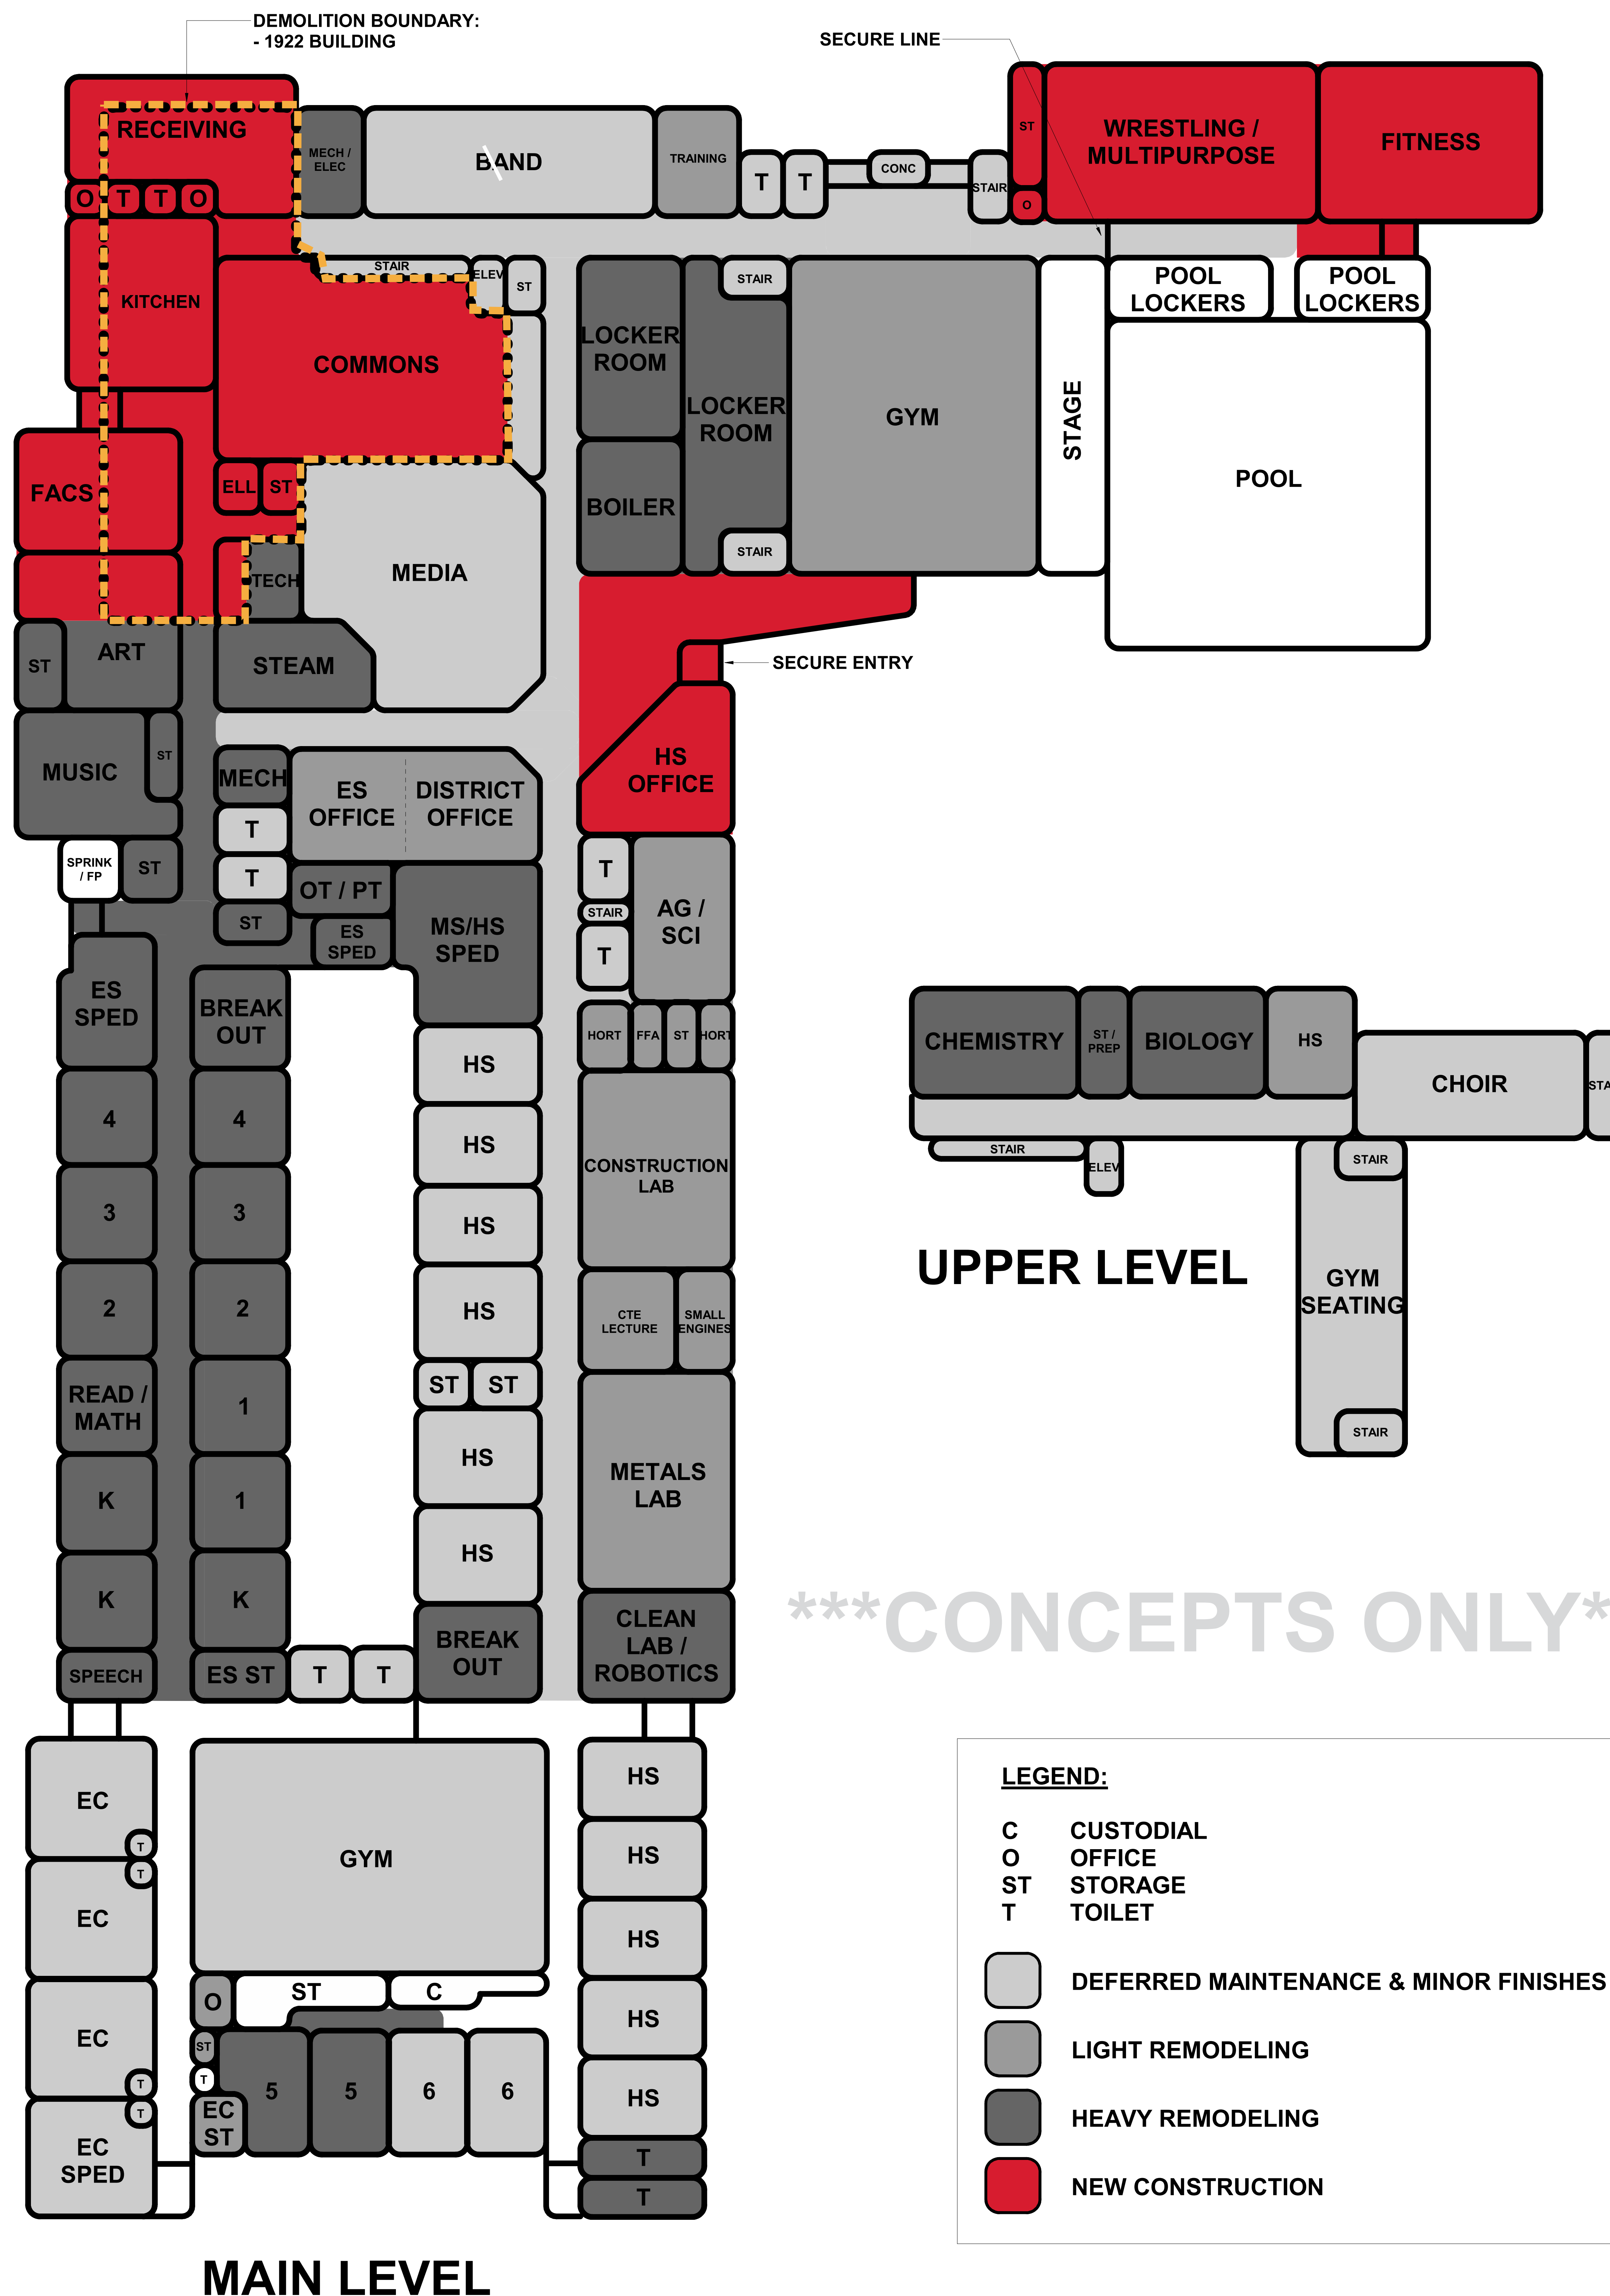 DEMOLITION BOUNDARY:
- 1922 BUILDING
SECURE LINE
RECEIVING
MECH /
ELEC
BAND
TRAINING
T
T
CONC
STAIR
ST
O
WRESTLING /
MULTIPURPOSE
FITNESS
O
T
T
O
KITCHEN
STAIR
ELEV
ST
COMMONS
LOCKER
ROOM
STAIR
LOCKER
ROOM
GYM
STAGE
POOL
LOCKERS
POOL
LOCKERS
POOL
FACS
ELL
ST
BOILER
STAIR
TECH
MEDIA
ART
ST
STEAM
SECURE ENTRY
MUSIC
ST
MECH
ES
OFFICE
DISTRICT
OFFICE
HS
OFFICE
T
T
SPRINK
/ FP
ST
ST
OT / PT
ES
SPED
MS/HS
SPED
T
STAIR
T
AG /
SCI
ES
SPED
BREAK
OUT
HORT
FFA
ST
HORT
HS
HS
HS
HS
4
4
3
3
2
2
CONSTRUCTION
LAB
CTE
LECTURE
SMALL
ENGINES
READ /
MATH
1
ST
ST
HS
HS
METALS
LAB
K
1
K
K
BREAK
OUT
CLEAN
LAB /
ROBOTICS
SPEECH
ES ST
T
T
CHEMISTRY
ST /
PREP
BIOLOGY
HS
CHOIR
STA
STAIR
ELEV
STAIR
UPPER LEVEL
GYM
SEATING
STAIR
***CONCEPTS ONLY*
EC
T
T
EC
EC
T
T
EC
SPED
GYM
O
ST
C
ST
T
EC
ST
5
5
6
6
HS
HS
HS
HS
HS
T
T
LEGEND:
C CUSTODIAL
O OFFICE
ST STORAGE
T TOILET
DEFERRED MAINTENANCE & MINOR FINISHES
LIGHT REMODELING
HEAVY REMODELING
NEW CONSTRUCTION
MAIN LEVEL